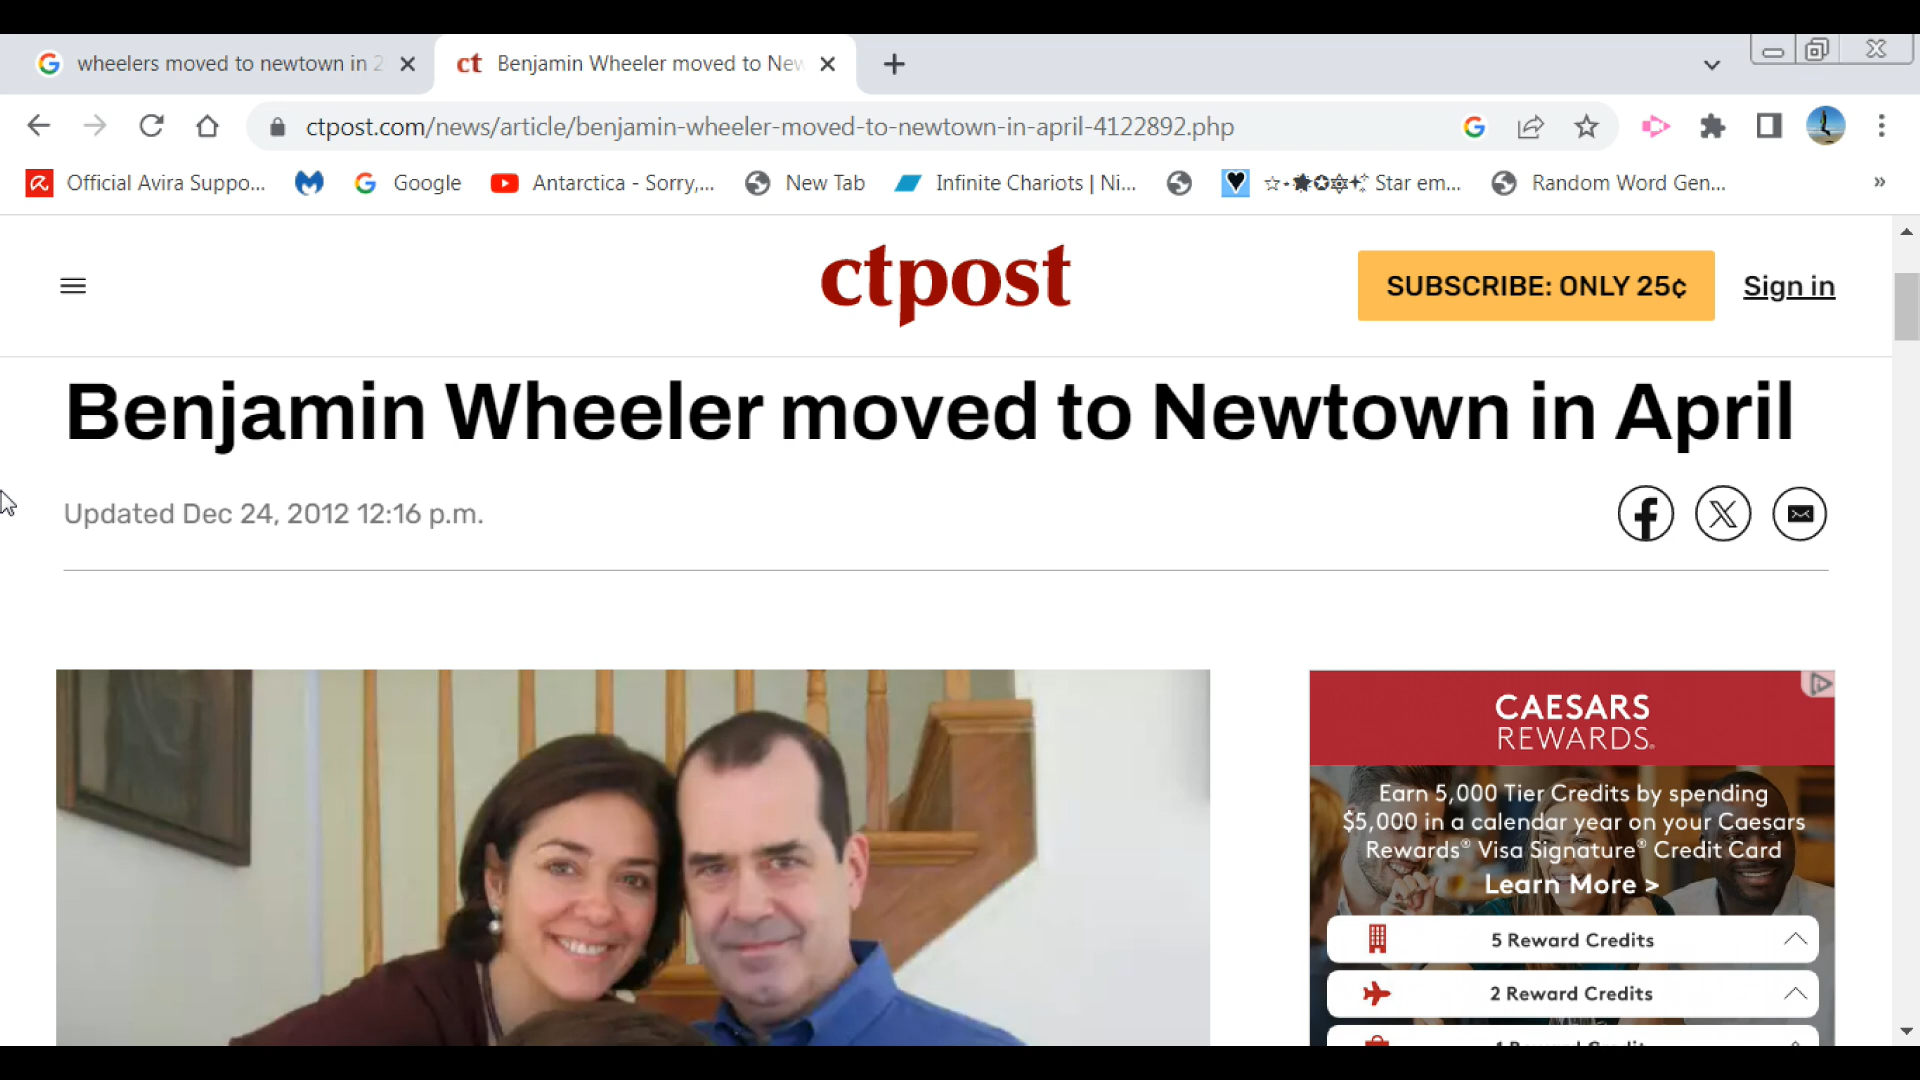 wheelers moved to newtown in 2
ct Benjamin Wheeler moved to New
ctpost.com/news/article/benjamin-wheeler-moved-to-newtown-in-april-4122892.php
Official Avira Suppo... Google Antarctica - Sorry,... New Tab Infinite Chariots | Ni... Star em... Random Word Gen... »
ctpost
SUBSCRIBE: ONLY 25¢ Sign in
Benjamin Wheeler moved to Newtown in April
Updated Dec 24, 2012 12:16 p.m.
CAESARS
REWARDS.
Earn 5,000 Tier Credits by spending
$5,000 in a calendar year on your Caesars
Rewards® Visa Signature® Credit Card
Learn More >
5 Reward Credits
2 Reward Credits